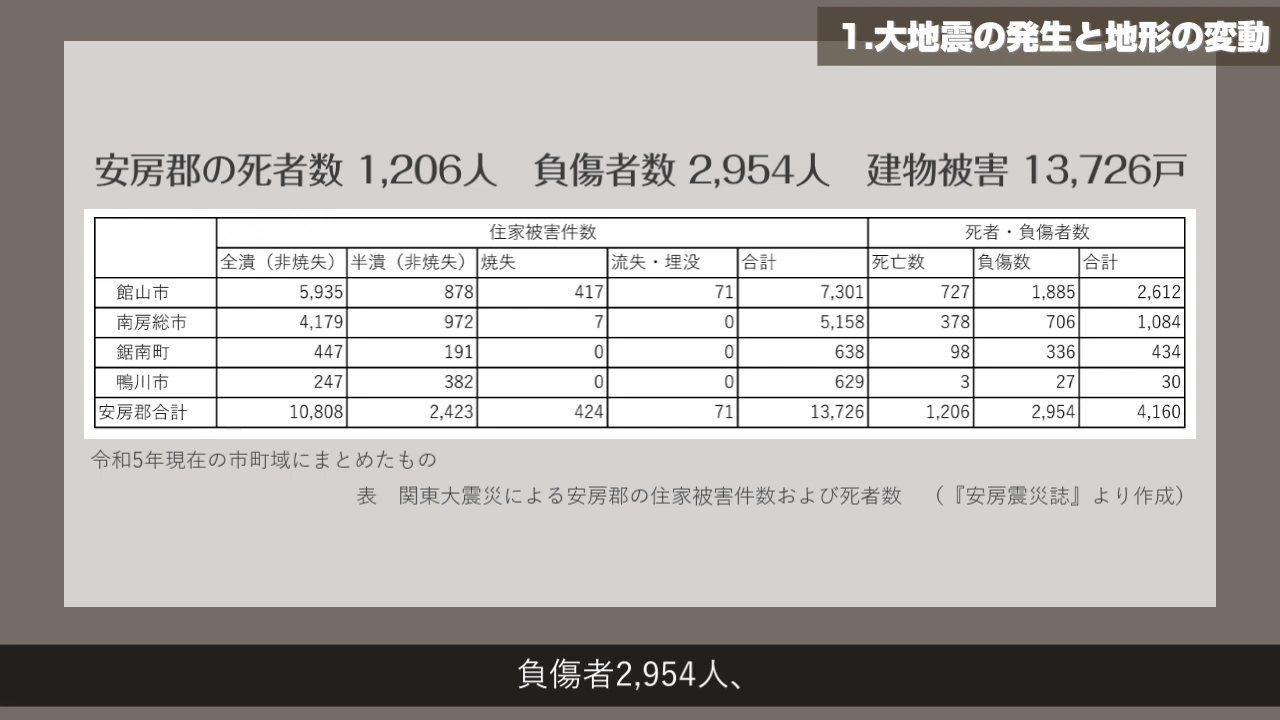 1.大地震の発生と地形の変動
安房郡の死者数 1,206人　負傷者数 2,954人　建物被害 13,726戸
住家被害件数 死者・負傷者数
全潰（非焼失） 半潰（非焼失） 焼失 流失・埋没 合計 死亡数 負傷数 合計
館山市 5,935 878 417 71 7,301 727 1,885 2,612
南房総市 4,179 972 7 0 5,158 378 706 1,084
鋸南町 447 191 0 0 638 98 336 434
鴨川市 247 382 0 0 629 3 27 30
安房郡合計 10,808 2,423 424 71 13,726 1,206 2,954 4,160
令和5年現在の市町域にまとめたもの
表　関東大震災による安房郡の住家被害件数および死者数　（『安房震災誌』より作成）
負傷者2,954人、